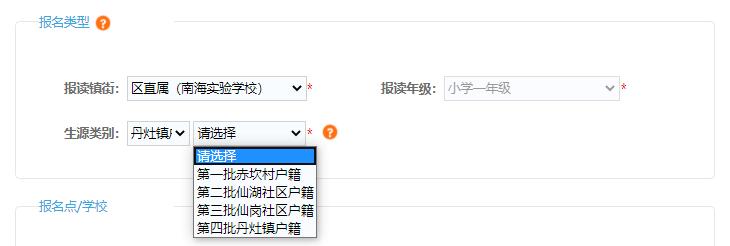 报名类型 ?
报读镇街: 区直属（南海实验学校） * 报读年级: 小学一年级 *
生源类别: 丹灶镇 请选择 * ?
请选择
第一批赤坎村户籍
第二批仙湖社区户籍
第三批仙岗社区户籍
第四批丹灶镇户籍
报名点/学校